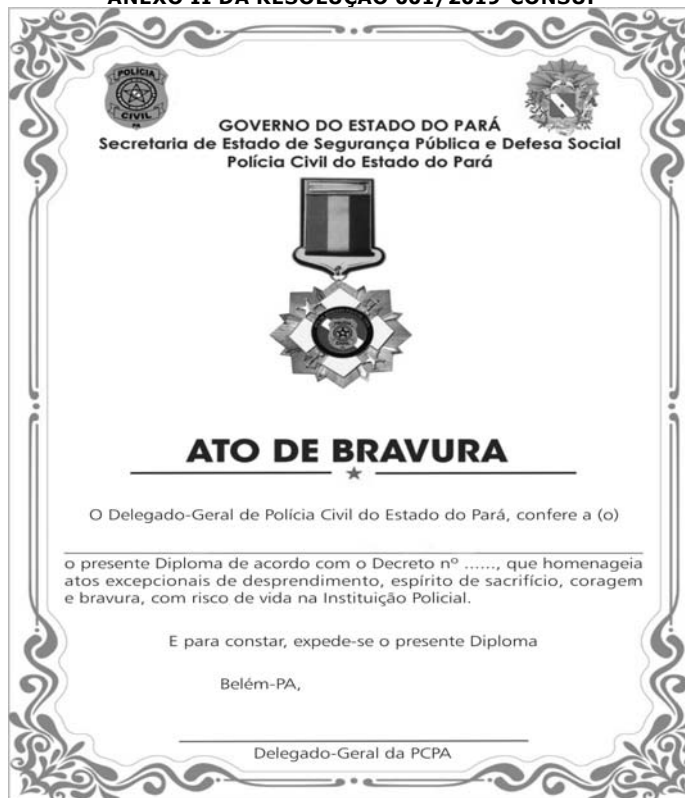 ANEXO II DA RESOLUÇÃO 001/2019-CONSUP
POLÍCIA
CIVIL
PA
GOVERNO DO ESTADO DO PARÁ
Secretaria de Estado de Segurança Pública e Defesa Social
Polícia Civil do Estado do Pará
ATO DE BRAVURA
O Delegado-Geral de Polícia Civil do Estado do Pará, confere a (o)
o presente Diploma de acordo com o Decreto nº ......, que homenageia
atos excepcionais de desprendimento, espírito de sacrifício, coragem
e bravura, com risco de vida na Instituição Policial.
E para constar, expede-se o presente Diploma
Belém-PA,
Delegado-Geral da PCPA